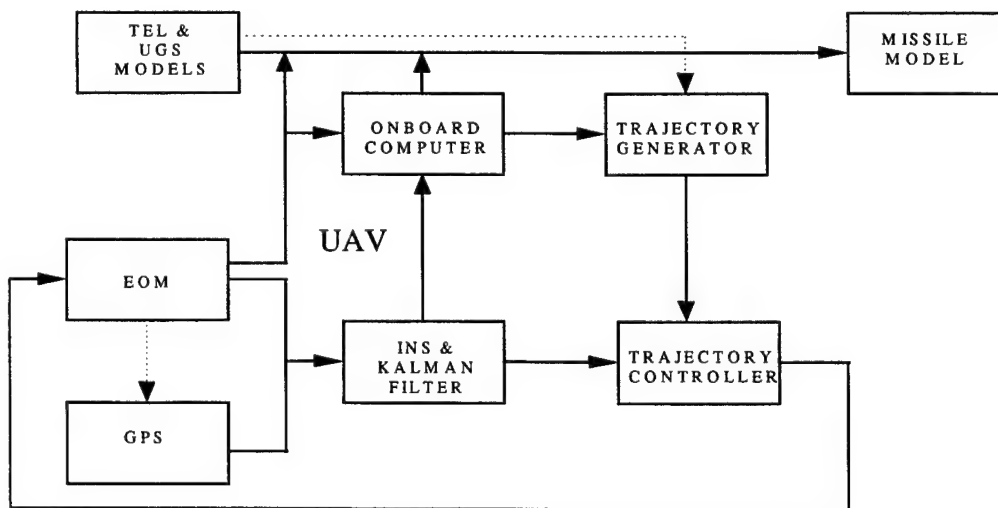 TEL &
UGS
MODELS
MISSILE
MODEL
ONBOARD
COMPUTER
TRAJECTORY
GENERATOR
UAV
EOM
INS &
KALMAN
FILTER
TRAJECTORY
CONTROLLER
GPS